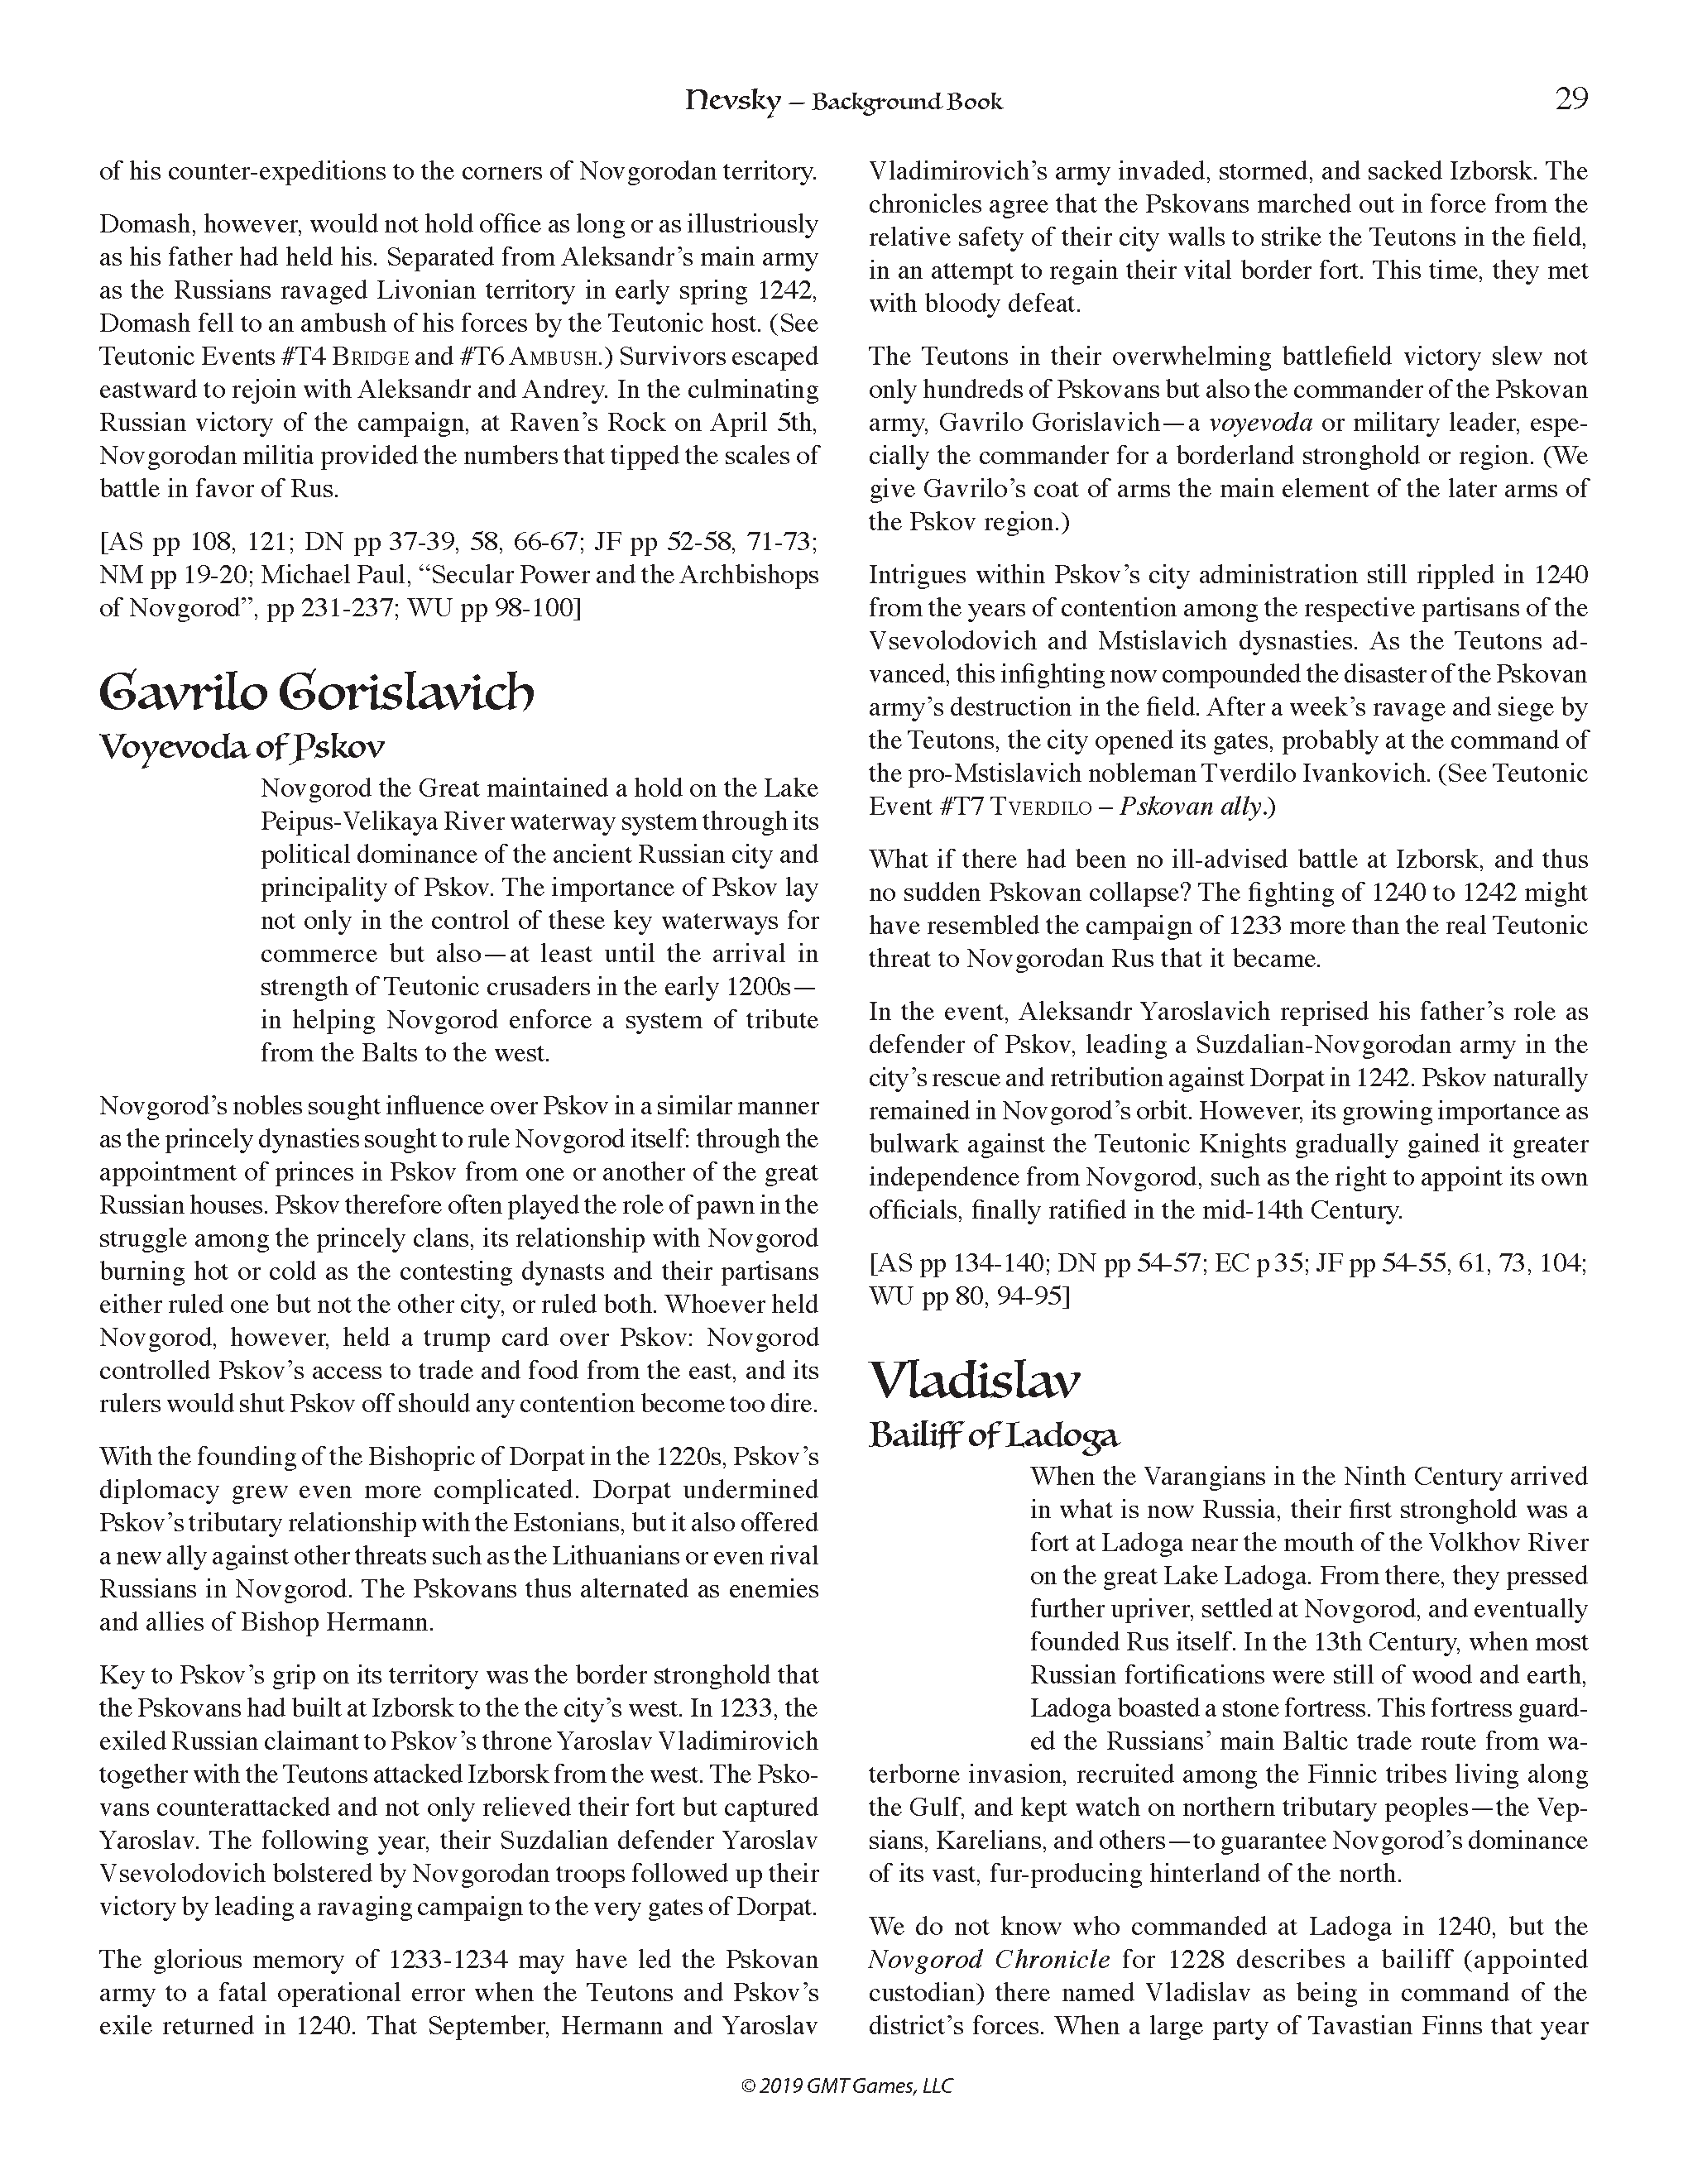 Nevsky – Background Book
29
of his counter-expeditions to the corners of Novgorodan territory.
Domash, however, would not hold office as long or as illustriously
as his father had held his. Separated from Aleksandr’s main army
as the Russians ravaged Livonian territory in early spring 1242,
Domash fell to an ambush of his forces by the Teutonic host. (See
Teutonic Events #T4 Bridge and #T6 Ambush.) Survivors escaped
eastward to rejoin with Aleksandr and Andrey. In the culminating
Russian victory of the campaign, at Raven’s Rock on April 5th,
Novgorodan militia provided the numbers that tipped the scales of
battle in favor of Rus.
[AS pp 108, 121; DN pp 37-39, 58, 66-67; JF pp 52-58, 71-73;
NM pp 19-20; Michael Paul, “Secular Power and the Archbishops
of Novgorod”, pp 231-237; WU pp 98-100]
Gavrilo Gorislavich
Voyevoda of Pskov
Novgorod the Great maintained a hold on the Lake
Peipus-Velikaya River waterway system through its
political dominance of the ancient Russian city and
principality of Pskov. The importance of Pskov lay
not only in the control of these key waterways for
commerce but also—at least until the arrival in
strength of Teutonic crusaders in the early 1200s—
in helping Novgorod enforce a system of tribute
from the Balts to the west.
Novgorod’s nobles sought influence over Pskov in a similar manner
as the princely dynasties sought to rule Novgorod itself: through the
appointment of princes in Pskov from one or another of the great
Russian houses. Pskov therefore often played the role of pawn in the
struggle among the princely clans, its relationship with Novgorod
burning hot or cold as the contesting dynasts and their partisans
either ruled one but not the other city, or ruled both. Whoever held
Novgorod, however, held a trump card over Pskov: Novgorod
controlled Pskov’s access to trade and food from the east, and its
rulers would shut Pskov off should any contention become too dire.
With the founding of the Bishopric of Dorpat in the 1220s, Pskov’s
diplomacy grew even more complicated. Dorpat undermined
Pskov’s tributary relationship with the Estonians, but it also offered
a new ally against other threats such as the Lithuanians or even rival
Russians in Novgorod. The Pskovans thus alternated as enemies
and allies of Bishop Hermann.
Key to Pskov’s grip on its territory was the border stronghold that
the Pskovans had built at Izborsk to the the city’s west. In 1233, the
exiled Russian claimant to Pskov’s throne Yaroslav Vladimirovich
together with the Teutons attacked Izborsk from the west. The Psko-
vans counterattacked and not only relieved their fort but captured
Yaroslav. The following year, their Suzdalian defender Yaroslav
Vsevolodovich bolstered by Novgorodan troops followed up their
victory by leading a ravaging campaign to the very gates of Dorpat.
The glorious memory of 1233-1234 may have led the Pskovan
army to a fatal operational error when the Teutons and Pskov’s
exile returned in 1240. That September, Hermann and Yaroslav
Vladimirovich’s army invaded, stormed, and sacked Izborsk. The
chronicles agree that the Pskovans marched out in force from the
relative safety of their city walls to strike the Teutons in the field,
in an attempt to regain their vital border fort. This time, they met
with bloody defeat.
The Teutons in their overwhelming battlefield victory slew not
only hundreds of Pskovans but also the commander of the Pskovan
army, Gavrilo Gorislavich—a voyevoda or military leader, espe-
cially the commander for a borderland stronghold or region. (We
give Gavrilo’s coat of arms the main element of the later arms of
the Pskov region.)
Intrigues within Pskov’s city administration still rippled in 1240
from the years of contention among the respective partisans of the
Vsevolodovich and Mstislavich dysnasties. As the Teutons ad-
vanced, this infighting now compounded the disaster of the Pskovan
army’s destruction in the field. After a week’s ravage and siege by
the Teutons, the city opened its gates, probably at the command of
the pro-Mstislavich nobleman Tverdilo Ivankovich. (See Teutonic
Event #T7 Tverdilo – Pskovan ally.)
What if there had been no ill-advised battle at Izborsk, and thus
no sudden Pskovan collapse? The fighting of 1240 to 1242 might
have resembled the campaign of 1233 more than the real Teutonic
threat to Novgorodan Rus that it became.
In the event, Aleksandr Yaroslavich reprised his father’s role as
defender of Pskov, leading a Suzdalian-Novgorodan army in the
city’s rescue and retribution against Dorpat in 1242. Pskov naturally
remained in Novgorod’s orbit. However, its growing importance as
bulwark against the Teutonic Knights gradually gained it greater
independence from Novgorod, such as the right to appoint its own
officials, finally ratified in the mid-14th Century.
[AS pp 134-140; DN pp 54-57; EC p 35; JF pp 54-55, 61, 73, 104;
WU pp 80, 94-95]
Vladislav
Bailiff of Ladoga
When the Varangians in the Ninth Century arrived
in what is now Russia, their first stronghold was a
fort at Ladoga near the mouth of the Volkhov River
on the great Lake Ladoga. From there, they pressed
further upriver, settled at Novgorod, and eventually
founded Rus itself. In the 13th Century, when most
Russian fortifications were still of wood and earth,
Ladoga boasted a stone fortress. This fortress guard-
ed the Russians’ main Baltic trade route from wa-
terborne invasion, recruited among the Finnic tribes living along
the Gulf, and kept watch on northern tributary peoples—the Vep-
sians, Karelians, and others—to guarantee Novgorod’s dominance
of its vast, fur-producing hinterland of the north.
We do not know who commanded at Ladoga in 1240, but the
Novgorod Chronicle for 1228 describes a bailiff (appointed
custodian) there named Vladislav as being in command of the
district’s forces. When a large party of Tavastian Finns that year
© 2019 GMT Games, LLC